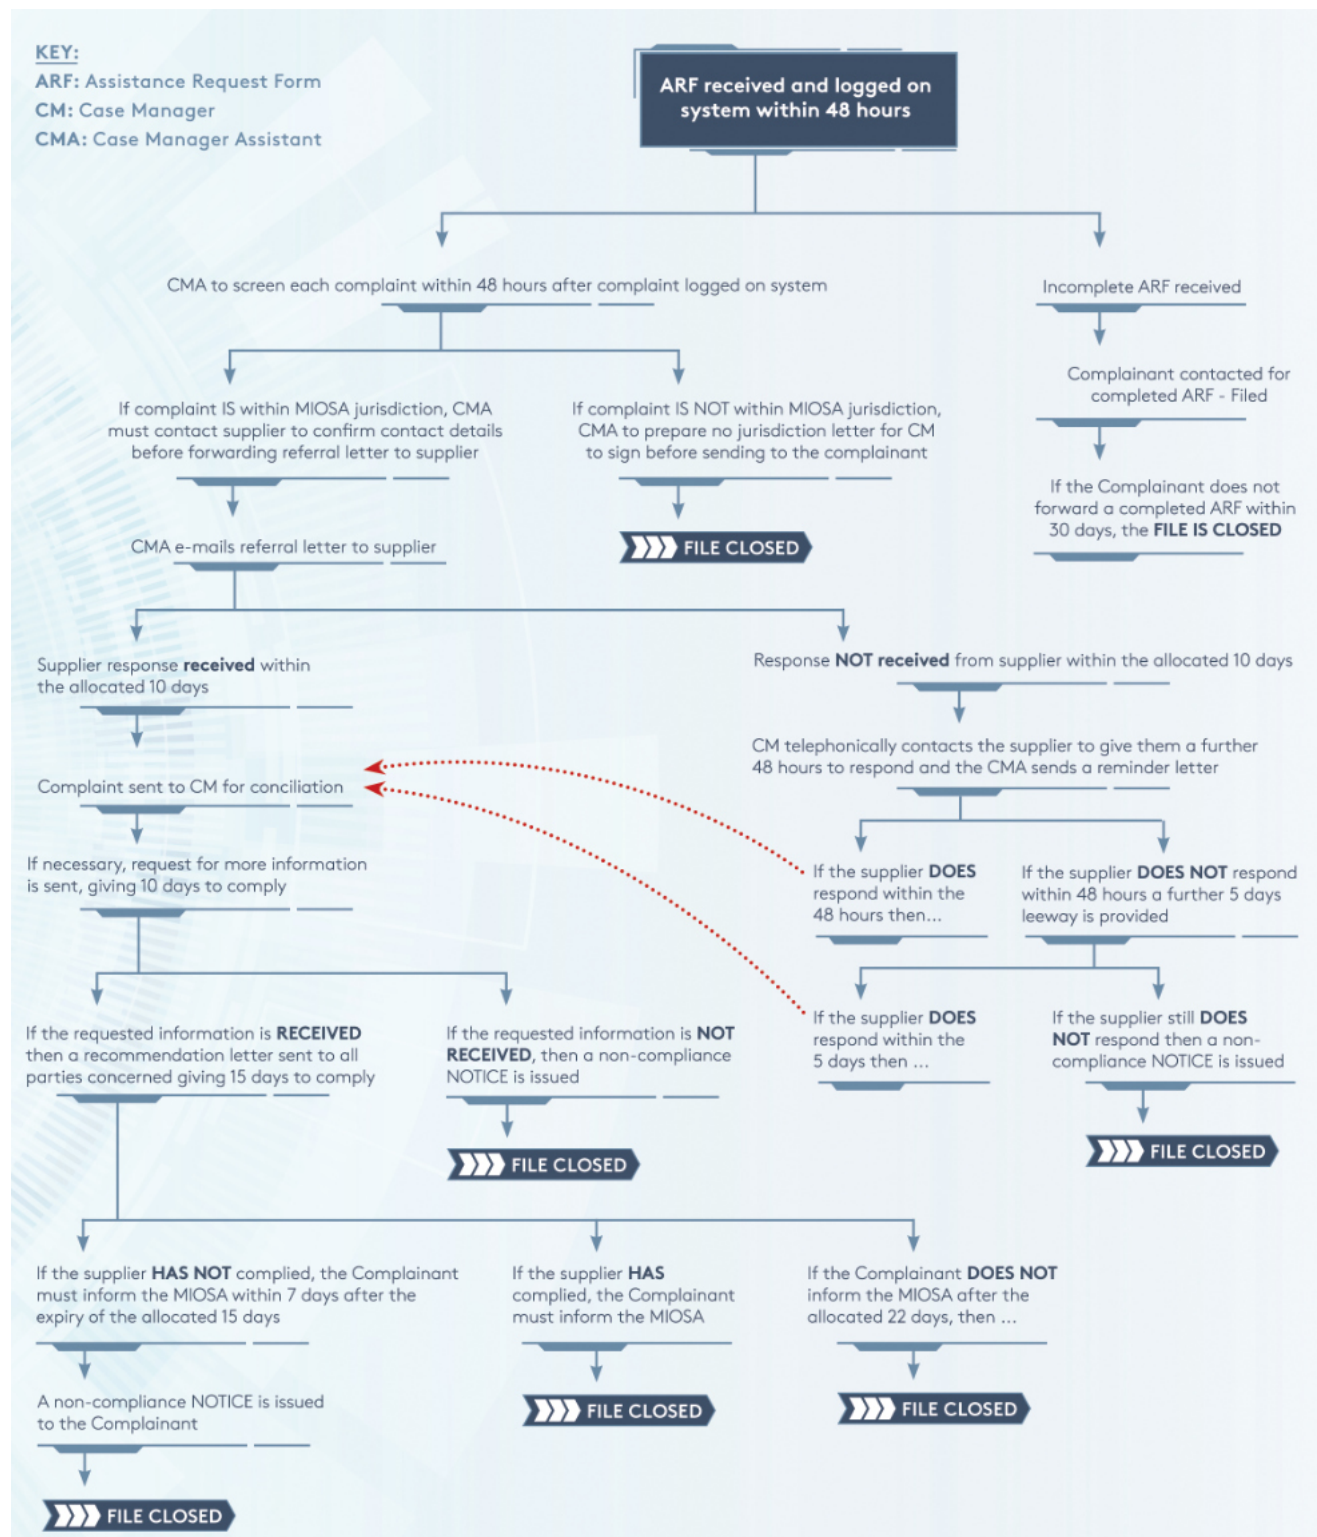 KEY:
ARF: Assistance Request Form
CM: Case Manager
CMA: Case Manager Assistant
ARF received and logged on
system within 48 hours
CMA to screen each complaint within 48 hours after complaint logged on system
Incomplete ARF received
Complainant contacted for
completed ARF - Filed
If the Complainant does not
forward a completed ARF within
30 days, the FILE IS CLOSED
If complaint IS within MIOSA jurisdiction, CMA
must contact supplier to confirm contact details
before forwarding referral letter to supplier
If complaint IS NOT within MIOSA jurisdiction,
CMA to prepare no jurisdiction letter for CM
to sign before sending to the complainant
FILE CLOSED
CMA e-mails referral letter to supplier
Supplier response received within
the allocated 10 days
Response NOT received from supplier within the allocated 10 days
CM telephonically contacts the supplier to give them a further
48 hours to respond and the CMA sends a reminder letter
Complaint sent to CM for conciliation
If necessary, request for more information
is sent, giving 10 days to comply
If the supplier DOES
respond within the
48 hours then...
If the supplier DOES NOT respond
within 48 hours a further 5 days
leeway is provided
If the supplier DOES
respond within the
5 days then ...
If the supplier still DOES
NOT respond then a non-
compliance NOTICE is issued
FILE CLOSED
If the requested information is RECEIVED
then a recommendation letter sent to all
parties concerned giving 15 days to comply
If the requested information is NOT
RECEIVED, then a non-compliance
NOTICE is issued
FILE CLOSED
If the supplier HAS NOT complied, the Complainant
must inform the MIOSA within 7 days after the
expiry of the allocated 15 days
A non-compliance NOTICE is issued
to the Complainant
FILE CLOSED
If the supplier HAS
complied, the Complainant
must inform the MIOSA
FILE CLOSED
If the Complainant DOES NOT
inform the MIOSA after the
allocated 22 days, then ...
FILE CLOSED